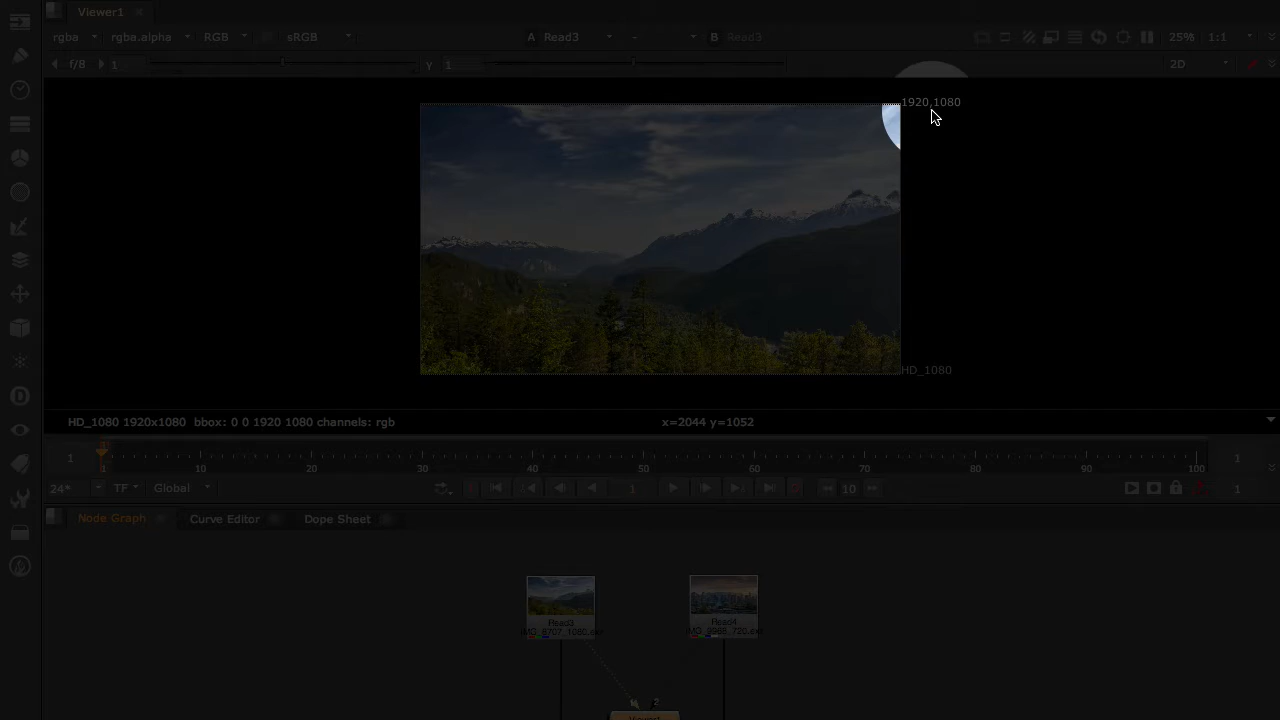 Viewer1
rgba rgba.alpha RGB sRGB A Read3 - B Read3 25% 1:1
f/8 1 Y 1 2D
1920,1080
HD_1080
HD_1080 1920x1080 bbox: 0 0 1920 1080 channels: rgb x=2044 y=1052
1 1 10 20 30 40 50 60 70 80 90 100 1
24* TF Global 1 10 1
Node Graph Curve Editor Dope Sheet
Read3 Read4
2